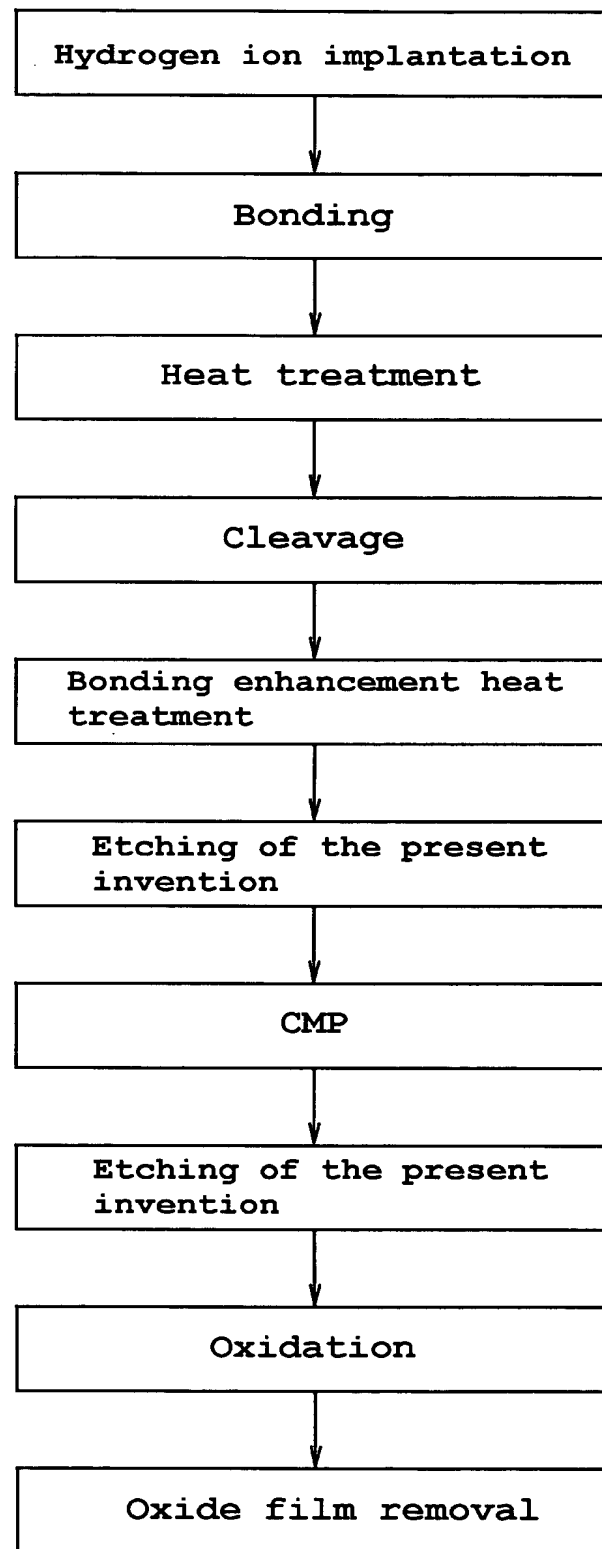 Hydrogen ion implantation
Bonding
Heat treatment
Cleavage
Bonding enhancement heat
treatment
Etching of the present
invention
CMP
Etching of the present
invention
Oxidation
Oxide film removal